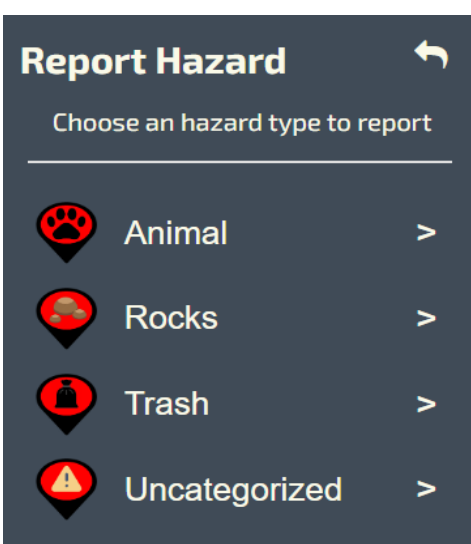 Report Hazard
Choose an hazard type to report
Animal >
Rocks >
Trash >
Uncategorized >